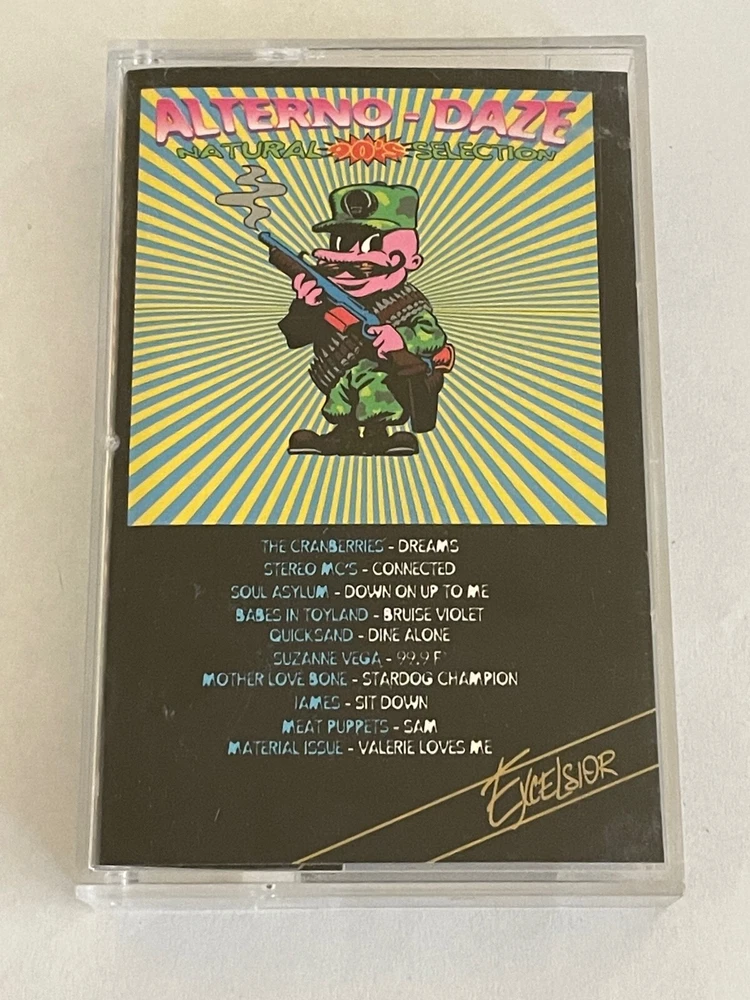 ALTERNO - DAZE
NATURAL 90'S SELECTION
THE CRANBERRIES - DREAMS
STEREO MC'S - CONNECTED
SOUL ASYLUM - DOWN ON UP TO ME
BABES IN TOYLAND - BRUISE VIOLET
QUICKSAND - DINE ALONE
SUZANNE VEGA - 99.9 F
MOTHER LOVE BONE - STARDOG CHAMPION
JAMES - SIT DOWN
MEAT PUPPETS - SAM
MATERIAL ISSUE - VALERIE LOVES ME
EXCELSIOR